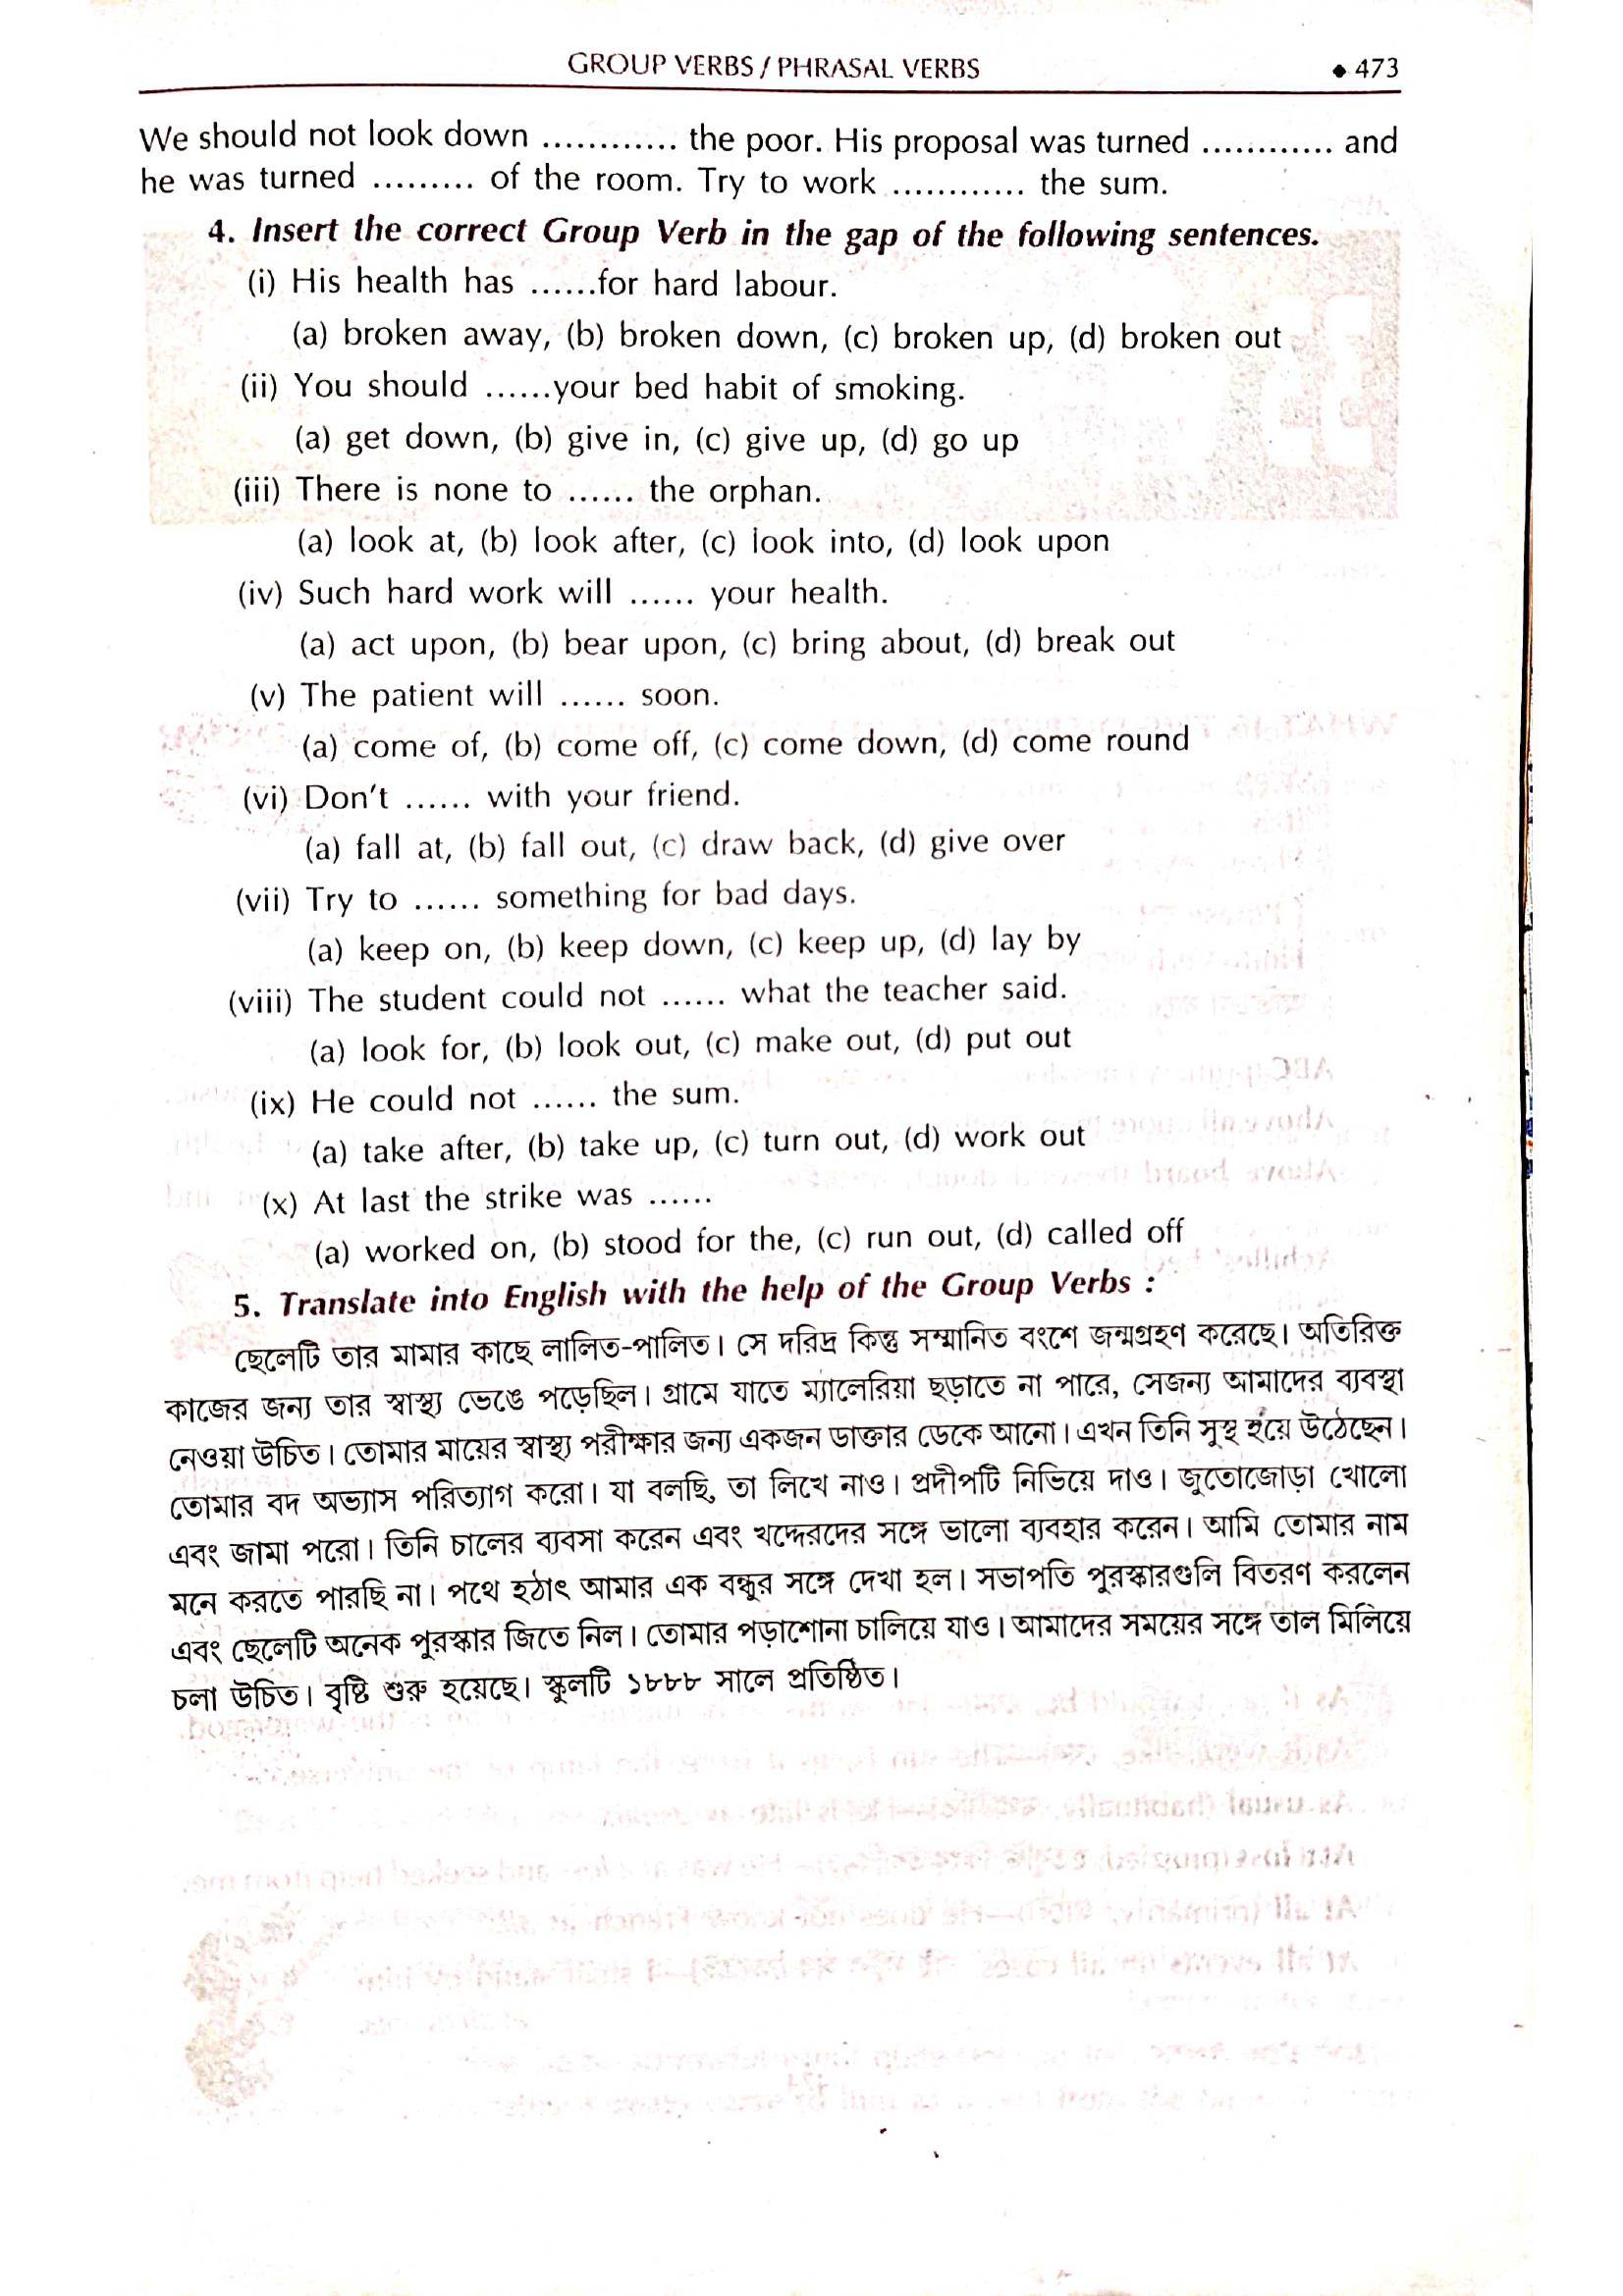 GROUP VERBS / PHRASAL VERBS ◆ 473
We should not look down ............ the poor. His proposal was turned ............ and
he was turned ......... of the room. Try to work ............ the sum.
4. Insert the correct Group Verb in the gap of the following sentences.
(i) His health has ......for hard labour.
(a) broken away, (b) broken down, (c) broken up, (d) broken out
(ii) You should ......your bed habit of smoking.
(a) get down, (b) give in, (c) give up, (d) go up
(iii) There is none to ...... the orphan.
(a) look at, (b) look after, (c) look into, (d) look upon
(iv) Such hard work will ...... your health.
(a) act upon, (b) bear upon, (c) bring about, (d) break out
(v) The patient will ...... soon.
(a) come of, (b) come off, (c) come down, (d) come round
(vi) Don't ...... with your friend.
(a) fall at, (b) fall out, (c) draw back, (d) give over
(vii) Try to ...... something for bad days.
(a) keep on, (b) keep down, (c) keep up, (d) lay by
(viii) The student could not ...... what the teacher said.
(a) look for, (b) look out, (c) make out, (d) put out
(ix) He could not ...... the sum.
(a) take after, (b) take up, (c) turn out, (d) work out
(x) At last the strike was ......
(a) worked on, (b) stood for the, (c) run out, (d) called off
5. Translate into English with the help of the Group Verbs :
ছেলেটি তার মামার কাছে লালিত-পালিত। সে দরিদ্র কিন্তু সম্মানিত বংশে জন্মগ্রহণ করেছে। অতিরিক্ত
কাজের জন্য তার স্বাস্থ্য ভেঙে পড়েছিল। গ্রামে যাতে ম্যালেরিয়া ছড়াতে না পারে, সেজন্য আমাদের ব্যবস্থা
নেওয়া উচিত। তোমার মায়ের স্বাস্থ্য পরীক্ষার জন্য একজন ডাক্তার ডেকে আনো। এখন তিনি সুস্থ হয়ে উঠেছেন।
তোমার বদ অভ্যাস পরিত্যাগ করো। যা বলছি, তা লিখে নাও। প্রদীপটি নিভিয়ে দাও। জুতোজোড়া খোলো
এবং জামা পরো। তিনি চালের ব্যবসা করেন এবং খদ্দেরদের সঙ্গে ভালো ব্যবহার করেন। আমি তোমার নাম
মনে করতে পারছি না। পথে হঠাৎ আমার এক বন্ধুর সঙ্গে দেখা হল। সভাপতি পুরস্কারগুলি বিতরণ করলেন
এবং ছেলেটি অনেক পুরস্কার জিতে নিল। তোমার পড়াশোনা চালিয়ে যাও। আমাদের সময়ের সঙ্গে তাল মিলিয়ে
চলা উচিত। বৃষ্টি শুরু হয়েছে। স্কুলটি ১৮৮৮ সালে প্রতিষ্ঠিত।